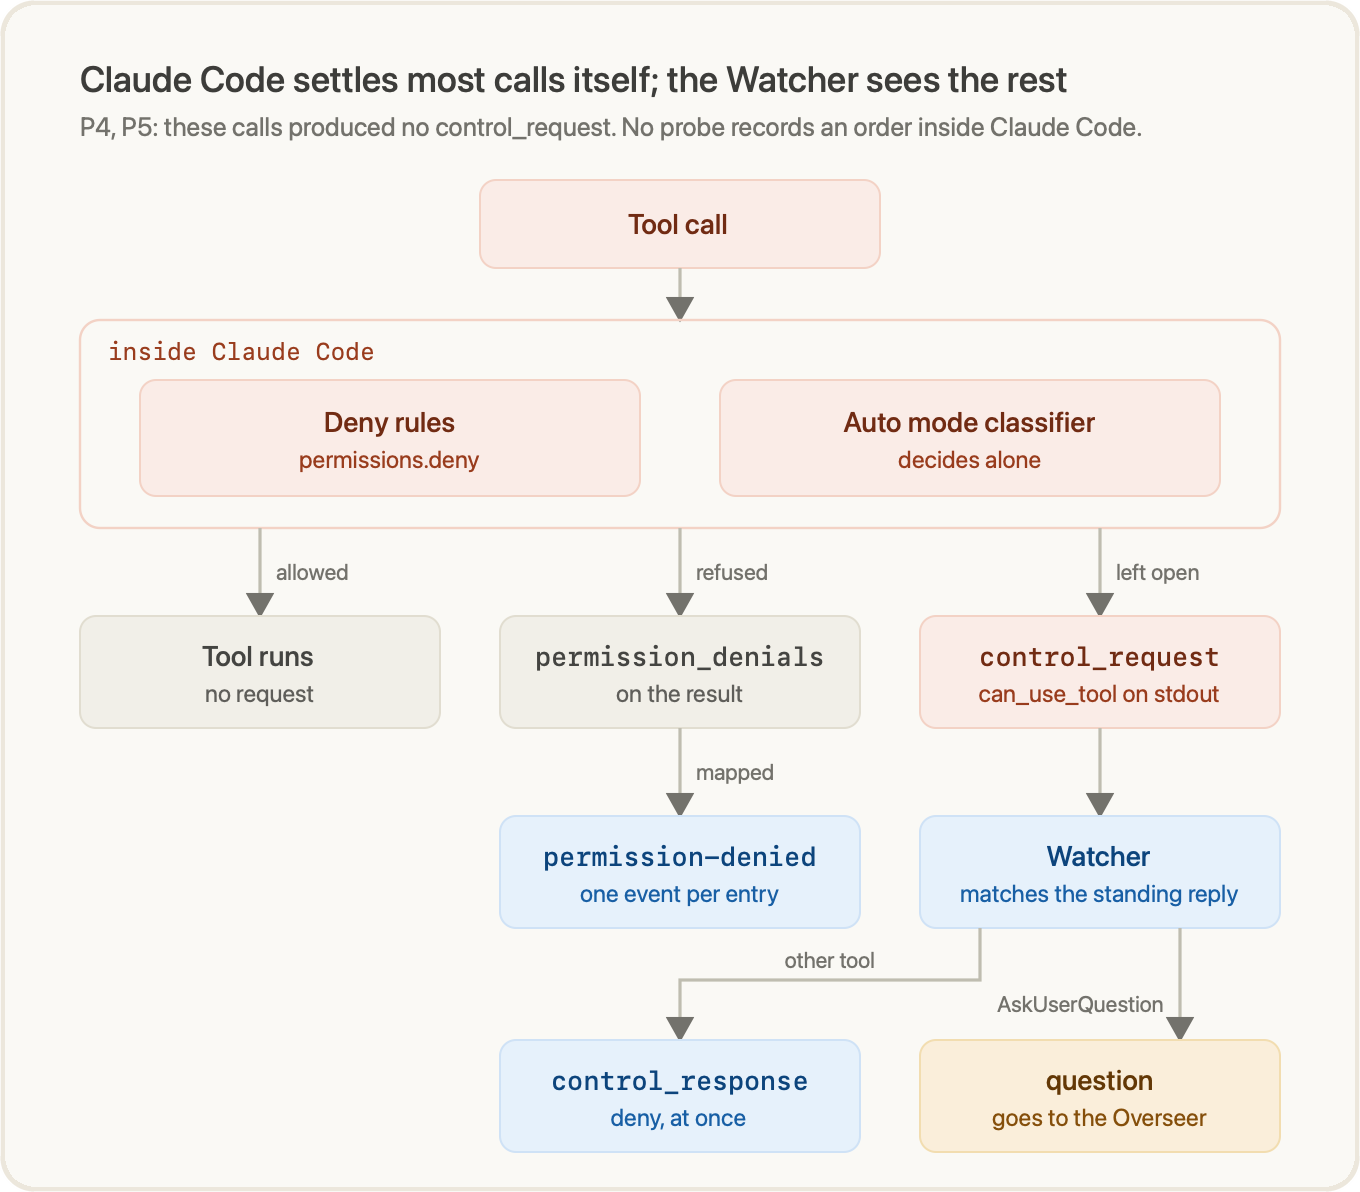 Claude Code settles most calls itself; the Watcher sees the rest
P4, P5: these calls produced no control_request. No probe records an order inside Claude Code.
Tool call
inside Claude Code
Deny rules
permissions.deny
Auto mode classifier
decides alone
allowed
refused
left open
Tool runs
no request
permission_denials
on the result
control_request
can_use_tool on stdout
mapped
permission-denied
one event per entry
Watcher
matches the standing reply
other tool
AskUserQuestion
control_response
deny, at once
question
goes to the Overseer